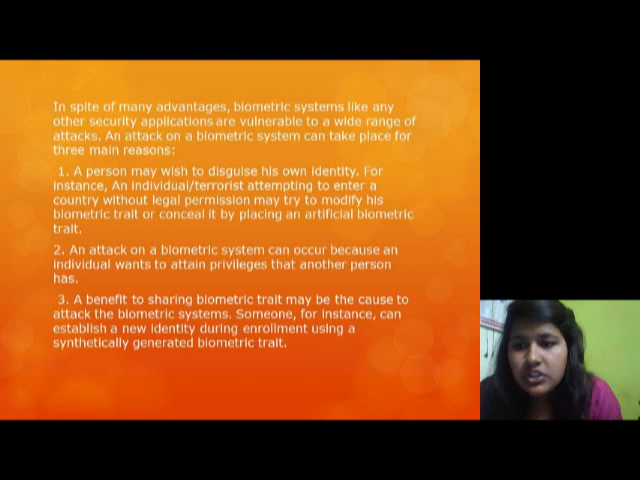 In spite of many advantages, biometric systems like any
other security applications are vulnerable to a wide range of
attacks. An attack on a biometric system can take place for
three main reasons:
1. A person may wish to disguise his own identity. For
instance, An individual/terrorist attempting to enter a
country without legal permission may try to modify his
biometric trait or conceal it by placing an artificial biometric
trait.
2. An attack on a biometric system can occur because an
individual wants to attain privileges that another person
has.
3. A benefit to sharing biometric trait may be the cause to
attack the biometric systems. Someone, for instance, can
establish a new identity during enrollment using a
synthetically generated biometric trait.